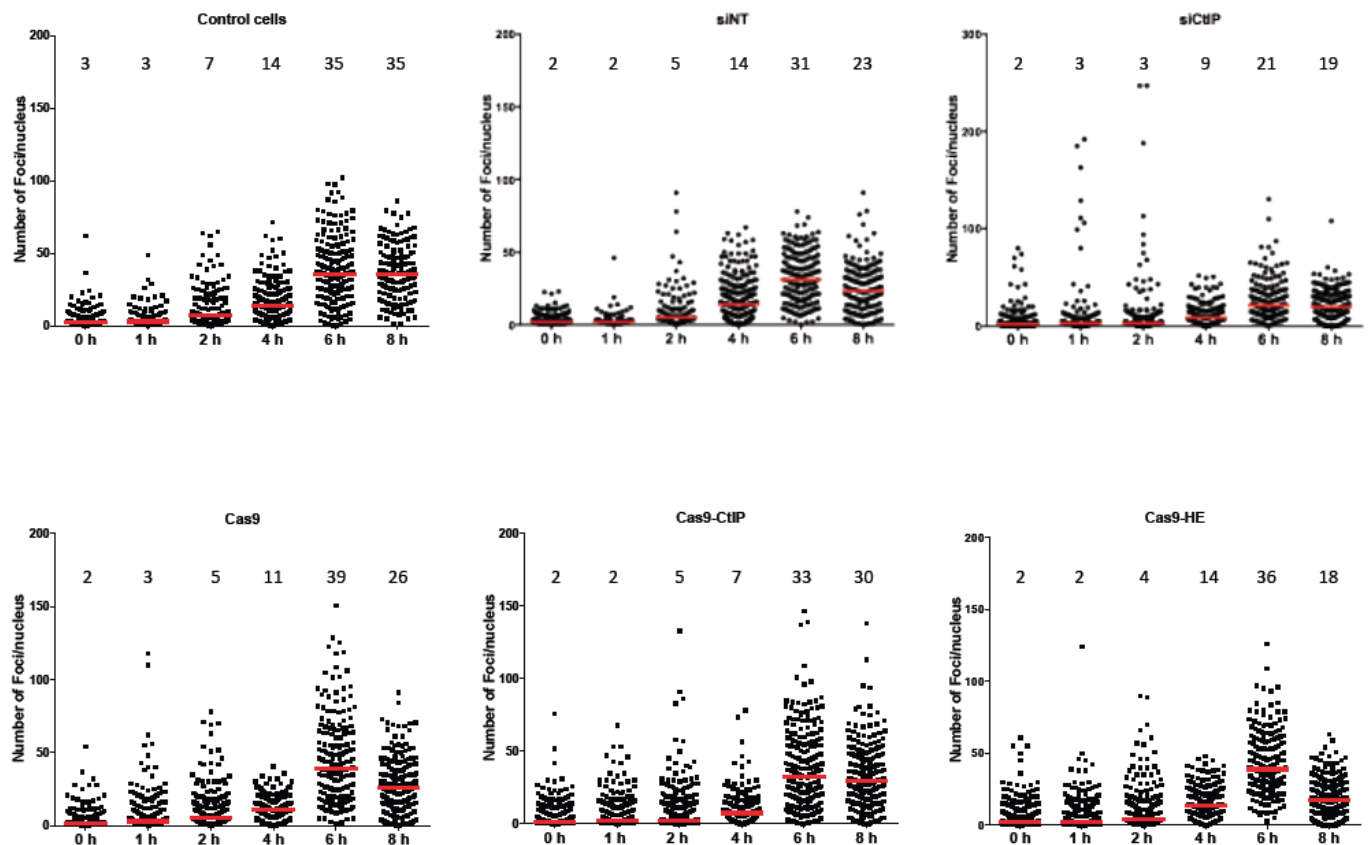 Control cells
200
150
100
50
0
Number of Foci/nucleus
3 3 7 14 35 35
0 h 1 h 2 h 4 h 6 h 8 h
siNT
200
150
100
50
0
Number of Foci/nucleus
2 2 5 14 31 23
0 h 1 h 2 h 4 h 6 h 8 h
siCtIP
300
200
100
0
Number of Foci/nucleus
2 3 3 9 21 19
0 h 1 h 2 h 4 h 6 h 8 h
Cas9
200
150
100
50
0
Number of Foci/nucleus
2 3 5 11 39 26
0 h 1 h 2 h 4 h 6 h 8 h
Cas9-CtIP
200
150
100
50
0
Number of Foci/nucleus
2 2 5 7 33 30
0 h 1 h 2 h 4 h 6 h 8 h
Cas9-HE
200
150
100
50
0
Number of Foci/nucleus
2 2 4 14 36 18
0 h 1 h 2 h 4 h 6 h 8 h